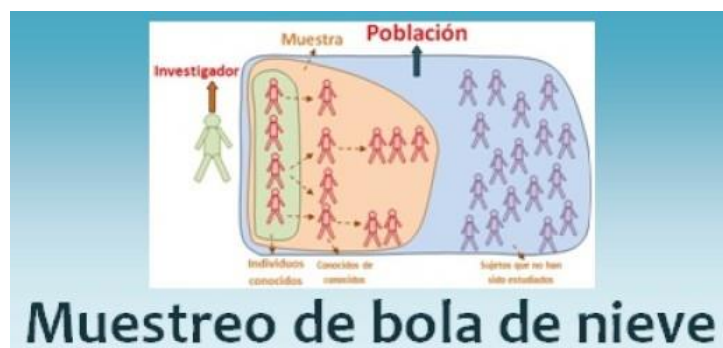 Muestra
Población
Investigador
Individuos
conocidos
Conocidos de
conocidos
Sujetos que no han
sido estudiados
Muestreo de bola de nieve